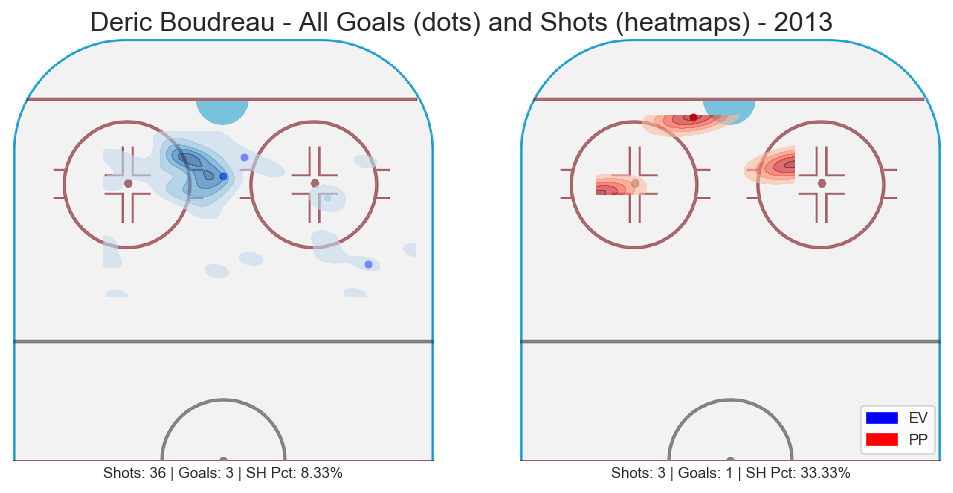 Deric Boudreau - All Goals (dots) and Shots (heatmaps) - 2013
EV
PP
Shots: 36 | Goals: 3 | SH Pct: 8.33%
Shots: 3 | Goals: 1 | SH Pct: 33.33%